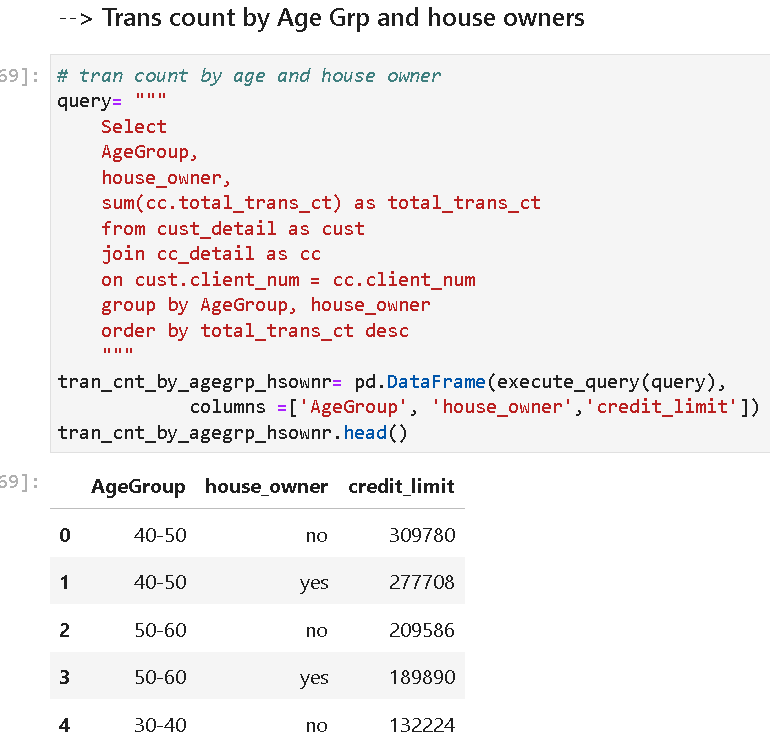 --> Trans count by Age Grp and house owners
69]: # tran count by age and house owner
query= """
Select
AgeGroup,
house_owner,
sum(cc.total_trans_ct) as total_trans_ct
from cust_detail as cust
join cc_detail as cc
on cust.client_num = cc.client_num
group by AgeGroup, house_owner
order by total_trans_ct desc
"""
tran_cnt_by_agegrp_hsownr= pd.DataFrame(execute_query(query),
columns =['AgeGroup', 'house_owner','credit_limit'])
tran_cnt_by_agegrp_hsownr.head()
69]:
AgeGroup house_owner credit_limit
0 40-50 no 309780
1 40-50 yes 277708
2 50-60 no 209586
3 50-60 yes 189890
4 30-40 no 132224